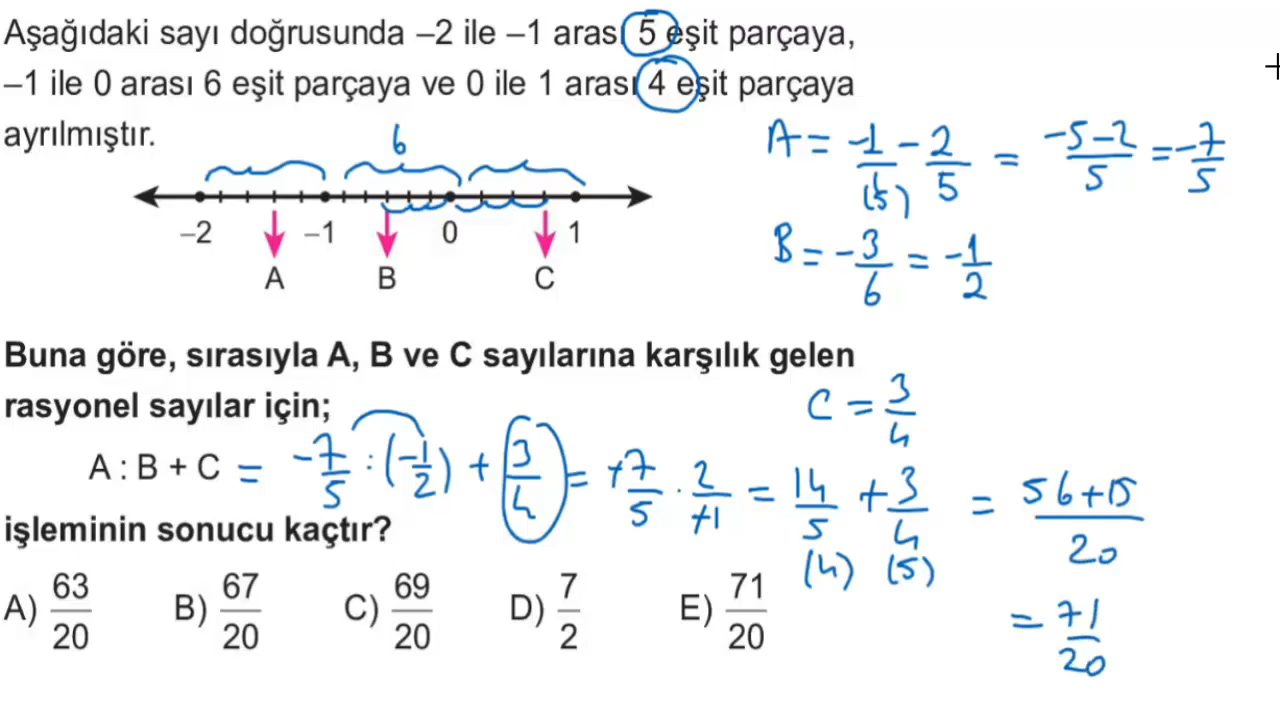 Aşağıdaki sayı doğrusunda –2 ile –1 arası 5 eşit parçaya,
–1 ile 0 arası 6 eşit parçaya ve 0 ile 1 arası 4 eşit parçaya
ayrılmıştır.
6
–2 –1 0 1
A B C
A = -1/1 - 2/5 = -5-2/5 = -7/5
(5)
B = -3/6 = -1/2
Buna göre, sırasıyla A, B ve C sayılarına karşılık gelen
rasyonel sayılar için;
C = 3/4
A : B + C = -7/5 : (-1/2) + 3/4 = +7/5 . 2/+1 = 14/5 + 3/4 = 56+15/20
(4) (5)
= 71/20
işleminin sonucu kaçtır?
A) 63/20 B) 67/20 C) 69/20 D) 7/2 E) 71/20